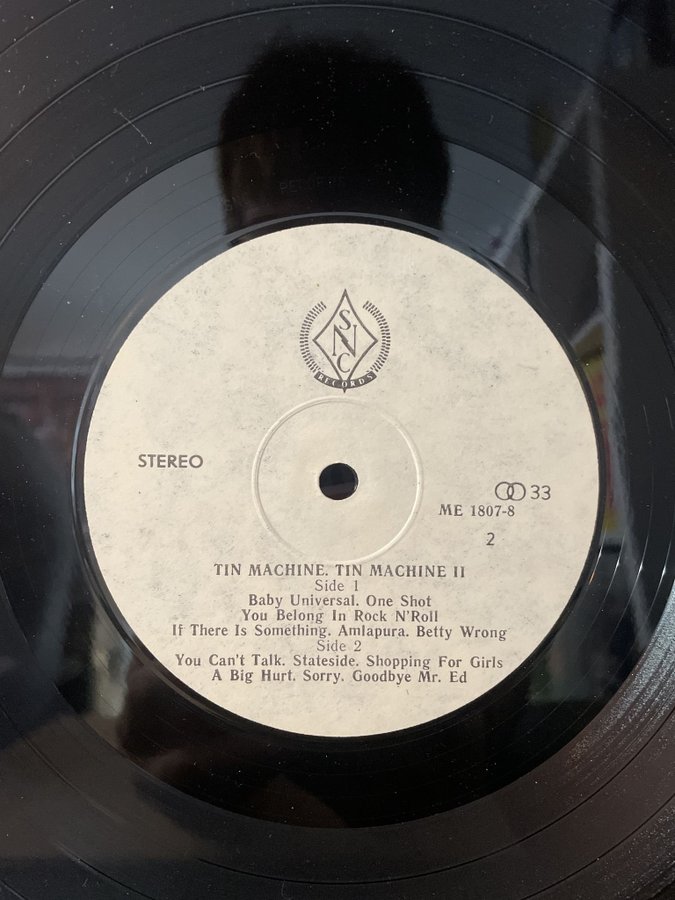 SNC
RECORDS
STEREO
33
ME 1807-8
2
TIN MACHINE. TIN MACHINE II
Side 1
Baby Universal. One Shot
You Belong In Rock N'Roll
If There Is Something. Amlapura. Betty Wrong
Side 2
You Can't Talk. Stateside. Shopping For Girls
A Big Hurt. Sorry. Goodbye Mr. Ed